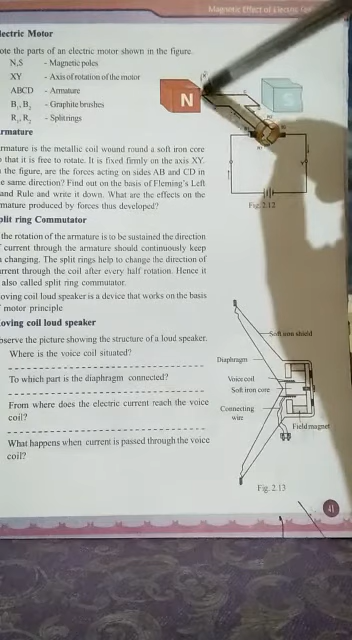 Magnetic Effect of Electric
lectric Motor
ote the parts of an electric motor shown in the figure.
N,S - Magnetic poles
XY - Axis of rotation of the motor
ABCD - Armature
B₁, B₂ - Graphite brushes
R₁, R₂ - Split rings
N
S
Fig. 2.12
rmature
rmature is the metallic coil wound round a soft iron core
that it is free to rotate. It is fixed firmly on the axis XY.
the figure, are the forces acting on sides AB and CD in
e same direction? Find out on the basis of Fleming's Left
and Rule and write it down. What are the effects on the
mature produced by forces thus developed?
plit ring Commutator
the rotation of the armature is to be sustained the direction
current through the armature should continuously keep
changing. The split rings help to change the direction of
urrent through the coil after every half rotation. Hence it
also called split ring commutator.
oving coil loud speaker is a device that works on the basis
motor principle
oving coil loud speaker
bserve the picture showing the structure of a loud speaker.
Where is the voice coil situated?
To which part is the diaphragm connected?
From where does the electric current reach the voice
coil?
What happens when current is passed through the voice
coil?
Soft iron shield
Diaphragm
Voice coil
Soft iron core
Connecting
wire
Field magnet
Fig. 2.13
41